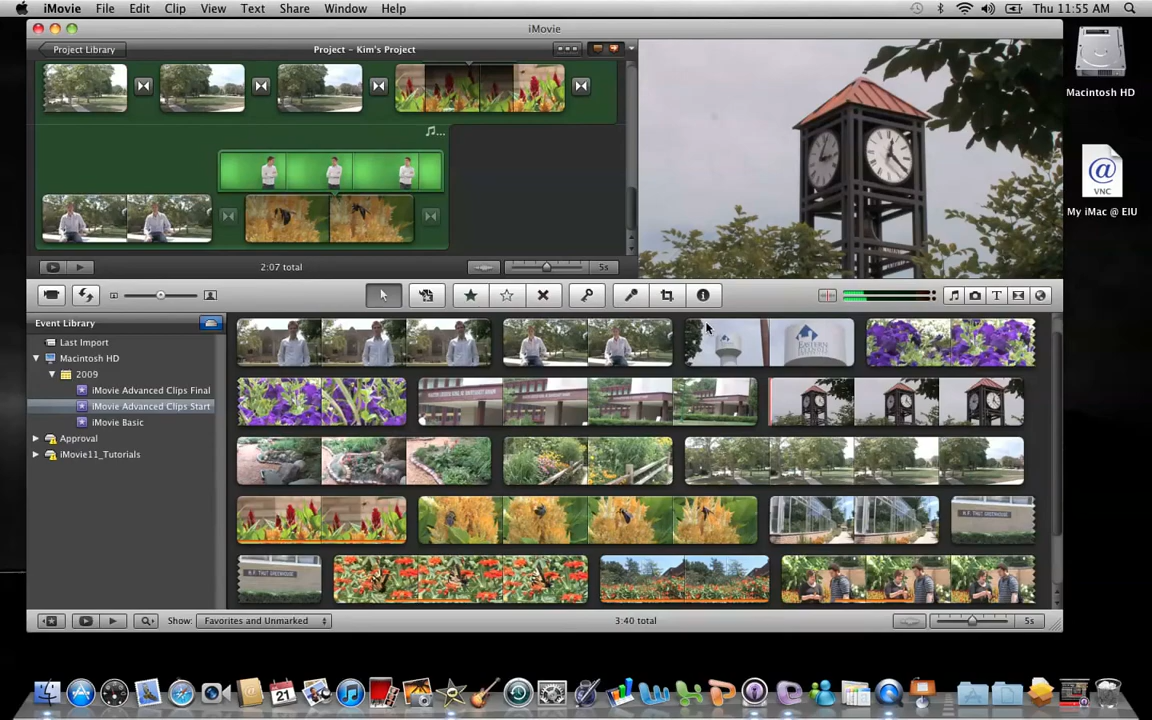 iMovie File Edit Clip View Text Share Window Help Thu 11:55 AM
iMovie
Project Library Project – Kim's Project
Macintosh HD
@
VNC
My iMac @ EIU
2:07 total 5s
Event Library
Last Import
Macintosh HD
2009
iMovie Advanced Clips Final
iMovie Advanced Clips Start
iMovie Basic
Approval
iMovie11_Tutorials
Show: Favorites and Unmarked 3:40 total 5s
21